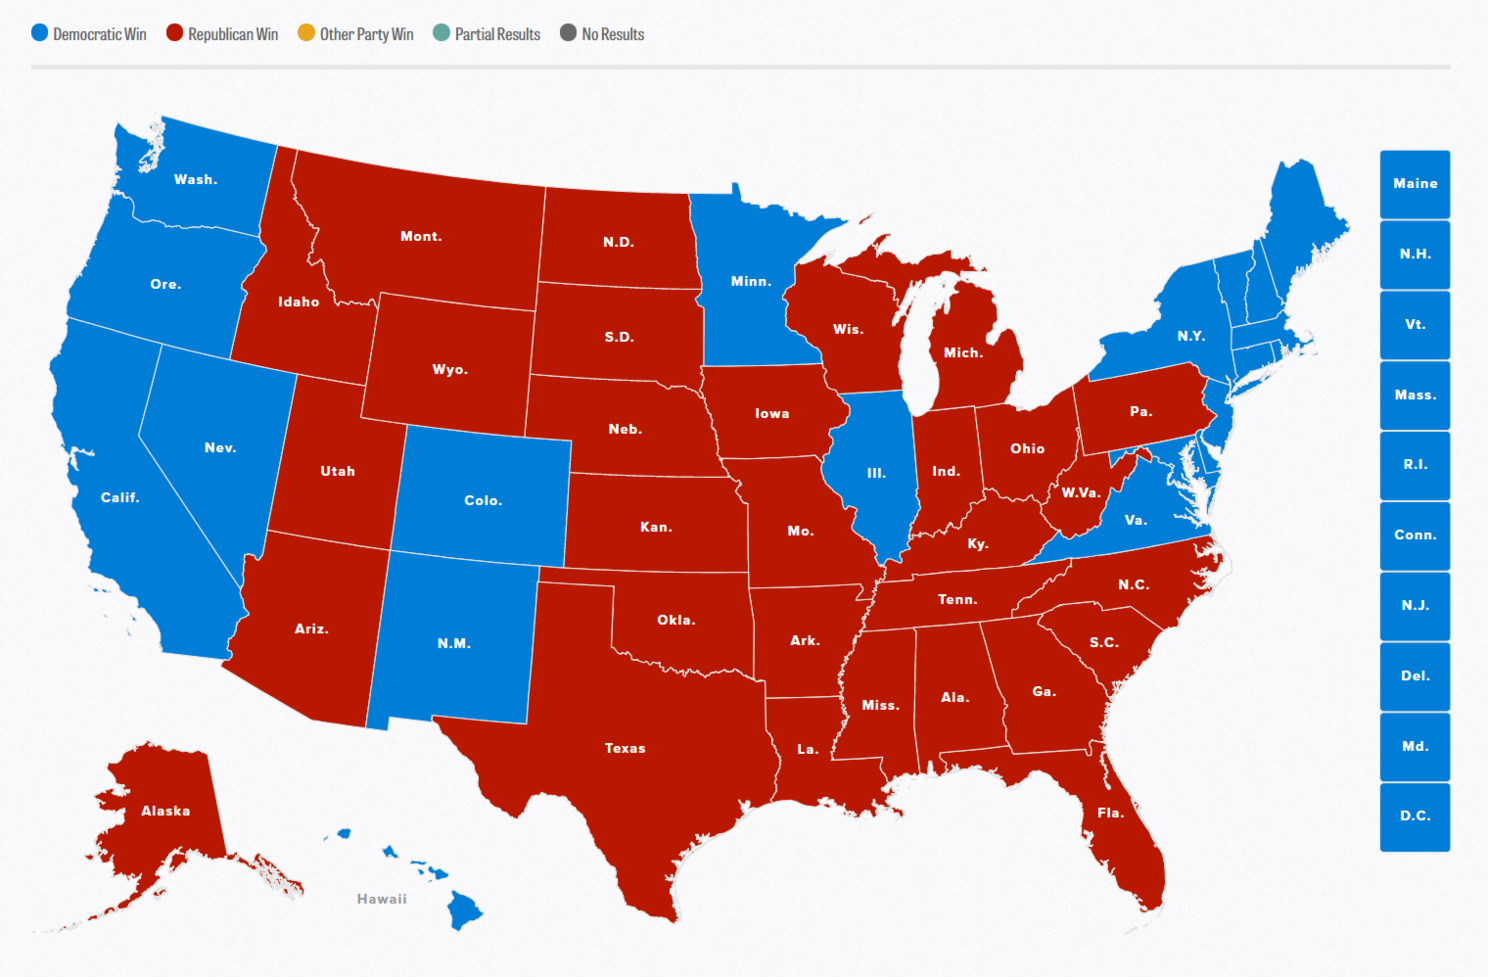 Democratic Win Republican Win Other Party Win Partial Results No Results
Wash.
Ore.
Calif.
Nev.
Idaho
Mont.
Wyo.
Utah
Colo.
Ariz.
N.M.
N.D.
S.D.
Neb.
Kan.
Okla.
Texas
Minn.
Iowa
Mo.
Ark.
La.
Wis.
Ill.
Mich.
Ind.
Ohio
Ky.
Tenn.
Miss.
Ala.
Ga.
Fla.
S.C.
N.C.
Va.
W.Va.
Pa.
N.Y.
Maine
N.H.
Vt.
Mass.
R.I.
Conn.
N.J.
Del.
Md.
D.C.
Alaska
Hawaii